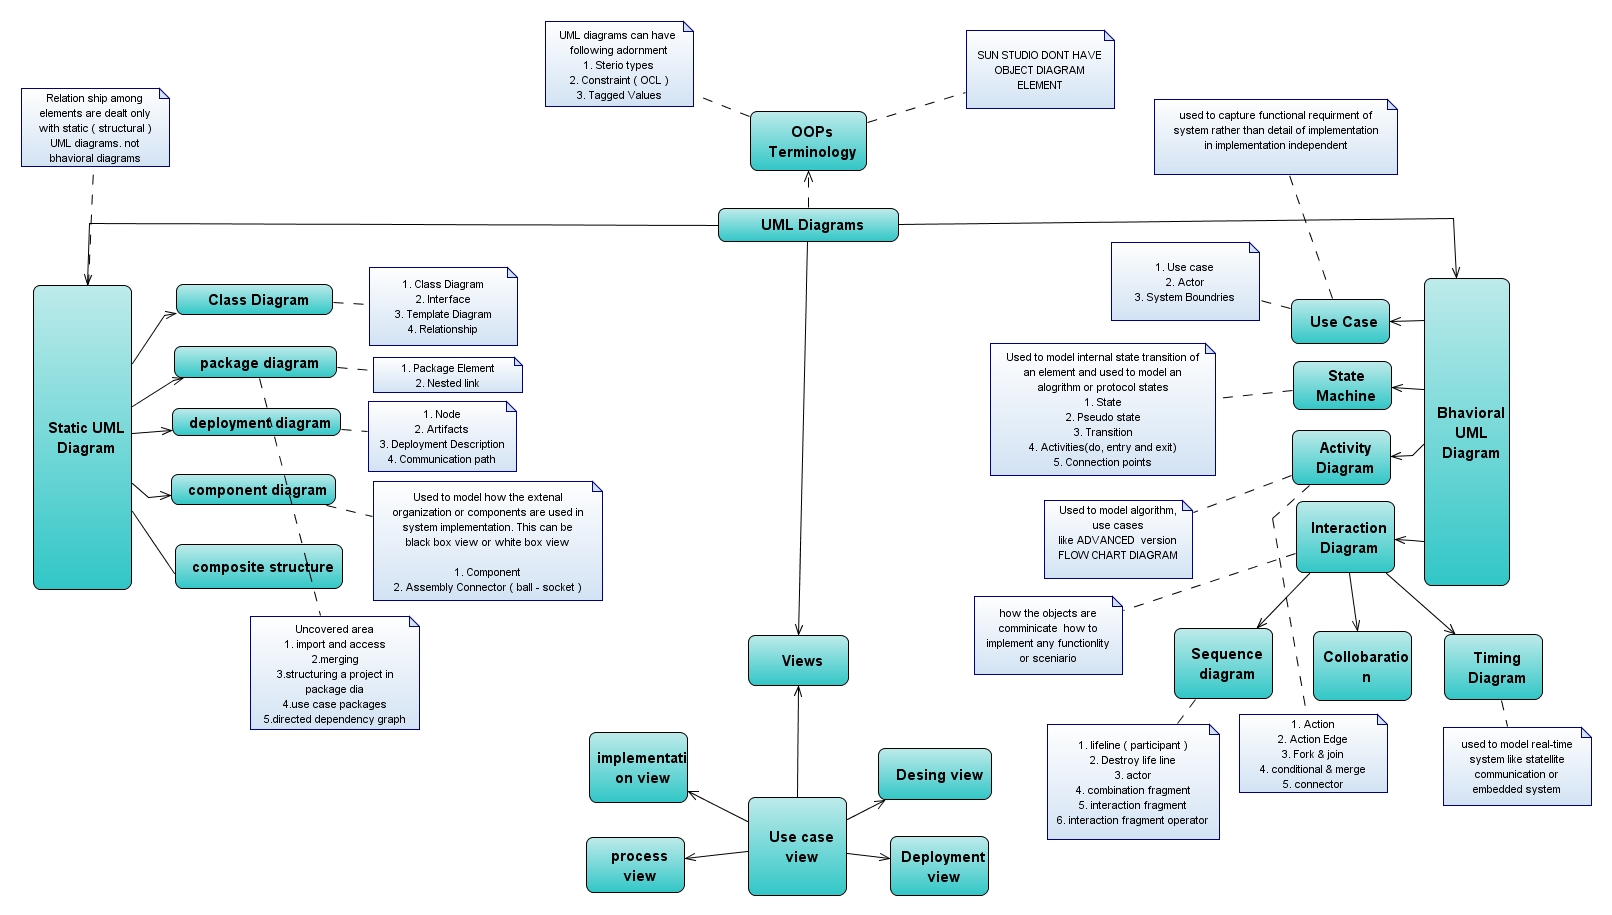 UML diagrams can have
following adornment
1. Sterio types
2. Constraint ( OCL )
3. Tagged Values
SUN STUDIO DONT HAVE
OBJECT DIAGRAM
ELEMENT
Relation ship among
elements are dealt only
with static ( structural )
UML diagrams. not
bhavioral diagrams
OOPs
Terminology
used to capture functional requirment of
system rather than detail of implementation
in implementation independent
UML Diagrams
Static UML
Diagram
Class Diagram
1. Class Diagram
2. Interface
3. Template Diagram
4. Relationship
package diagram
1. Package Element
2. Nested link
deployment diagram
1. Node
2. Artifacts
3. Deployment Description
4. Communication path
component diagram
Used to model how the extenal
organization or components are used in
system implementation. This can be
black box view or white box view
1. Component
2. Assembly Connector ( ball - socket )
composite structure
Uncovered area
1. import and access
2.merging
3.structuring a project in
package dia
4.use case packages
5.directed dependency graph
Views
implementati
on view
Desing view
Use case
view
process
view
Deployment
view
1. Use case
2. Actor
3. System Boundries
Use Case
Used to model internal state transition of
an element and used to model an
alogrithm or protocol states
1. State
2. Pseudo state
3. Transition
4. Activities(do, entry and exit)
5. Connection points
State
Machine
Bhavioral
UML
Diagram
Activity
Diagram
Used to model algorithm,
use cases
like ADVANCED  version
FLOW CHART DIAGRAM
Interaction
Diagram
how the objects are
comminicate  how to
implement any functionlity
or sceniario
Sequence
diagram
Collobaratio
n
Timing
Diagram
1. lifeline ( participant )
2. Destroy life line
3. actor
4. combination fragment
5. interaction fragment
6. interaction fragment operator
1. Action
2. Action Edge
3. Fork & join
4. conditional & merge
5. connector
used to model real-time
system like statellite
communication or
embedded system